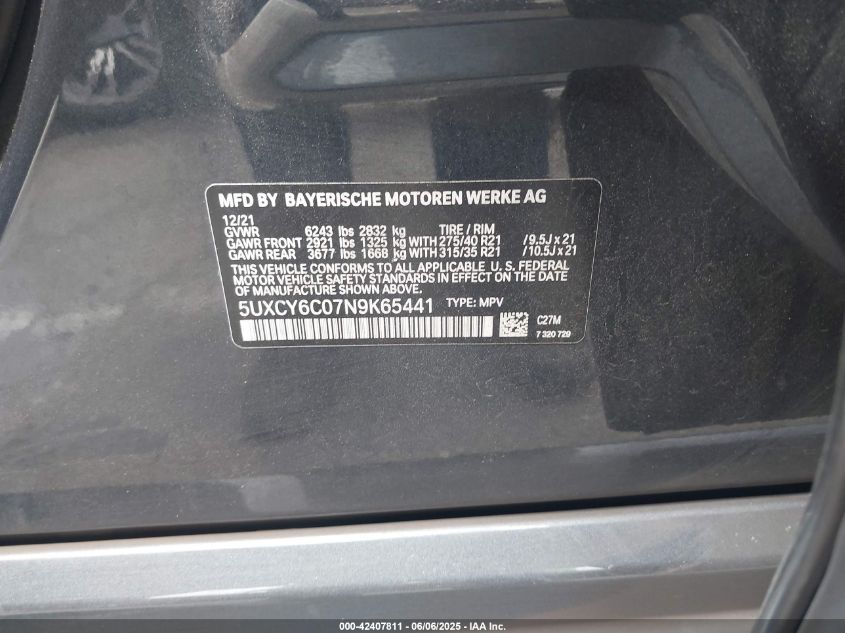 MFD BY BAYERISCHE MOTOREN WERKE AG
12/21
GVWR 6243 lbs 2832 kg TIRE / RIM
GAWR FRONT 2921 lbs 1325 kg WITH 275/40 R21 / 9.5J x 21
GAWR REAR 3677 lbs 1668 kg WITH 315/35 R21 / 10.5J x 21
THIS VEHICLE CONFORMS TO ALL APPLICABLE U. S. FEDERAL
MOTOR VEHICLE SAFETY STANDARDS IN EFFECT ON THE DATE
OF MANUFACTURE SHOWN ABOVE.
5UXCY6C07N9K65441 TYPE: MPV
C27M
7 320 729
000-42407811 - 06/06/2025 - IAA Inc.